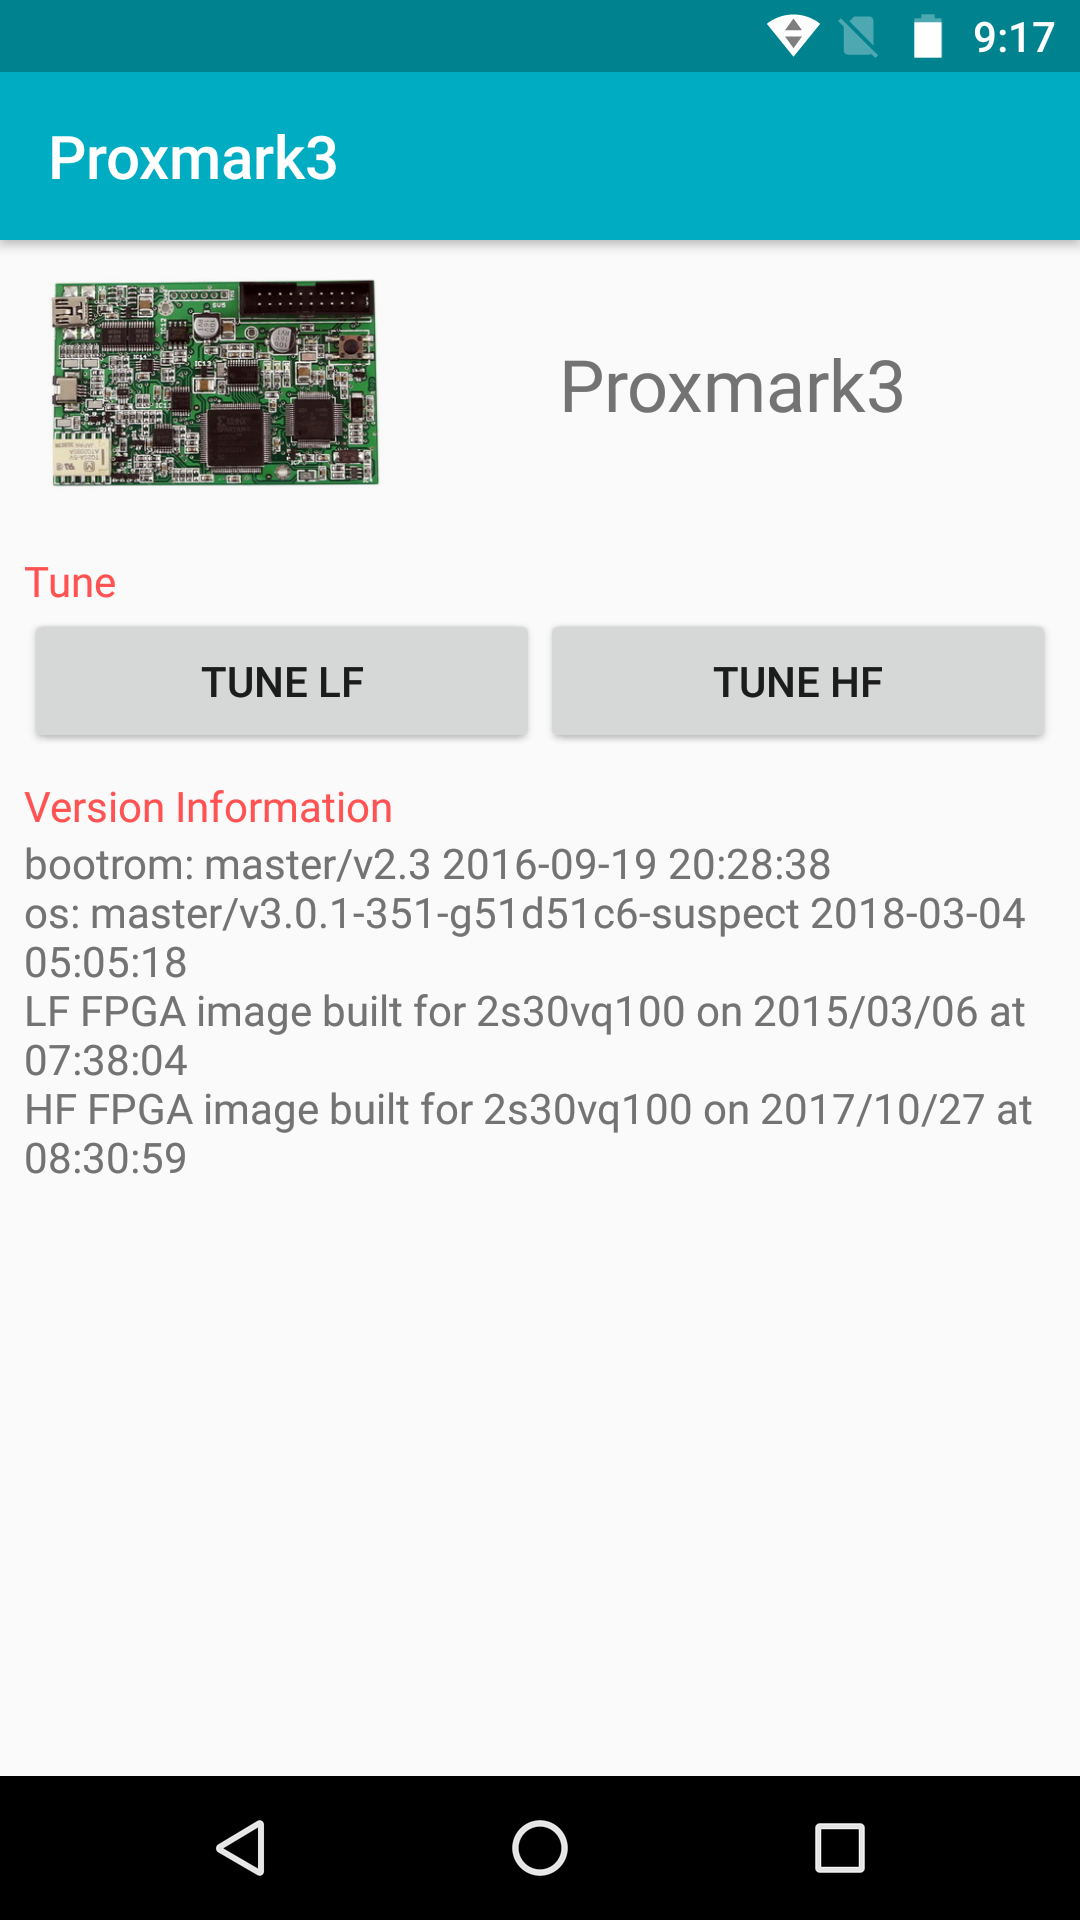 9:17
Proxmark3
Proxmark3
Tune
TUNE LF
TUNE HF
Version Information
bootrom: master/v2.3 2016-09-19 20:28:38
os: master/v3.0.1-351-g51d51c6-suspect 2018-03-04
05:05:18
LF FPGA image built for 2s30vq100 on 2015/03/06 at
07:38:04
HF FPGA image built for 2s30vq100 on 2017/10/27 at
08:30:59